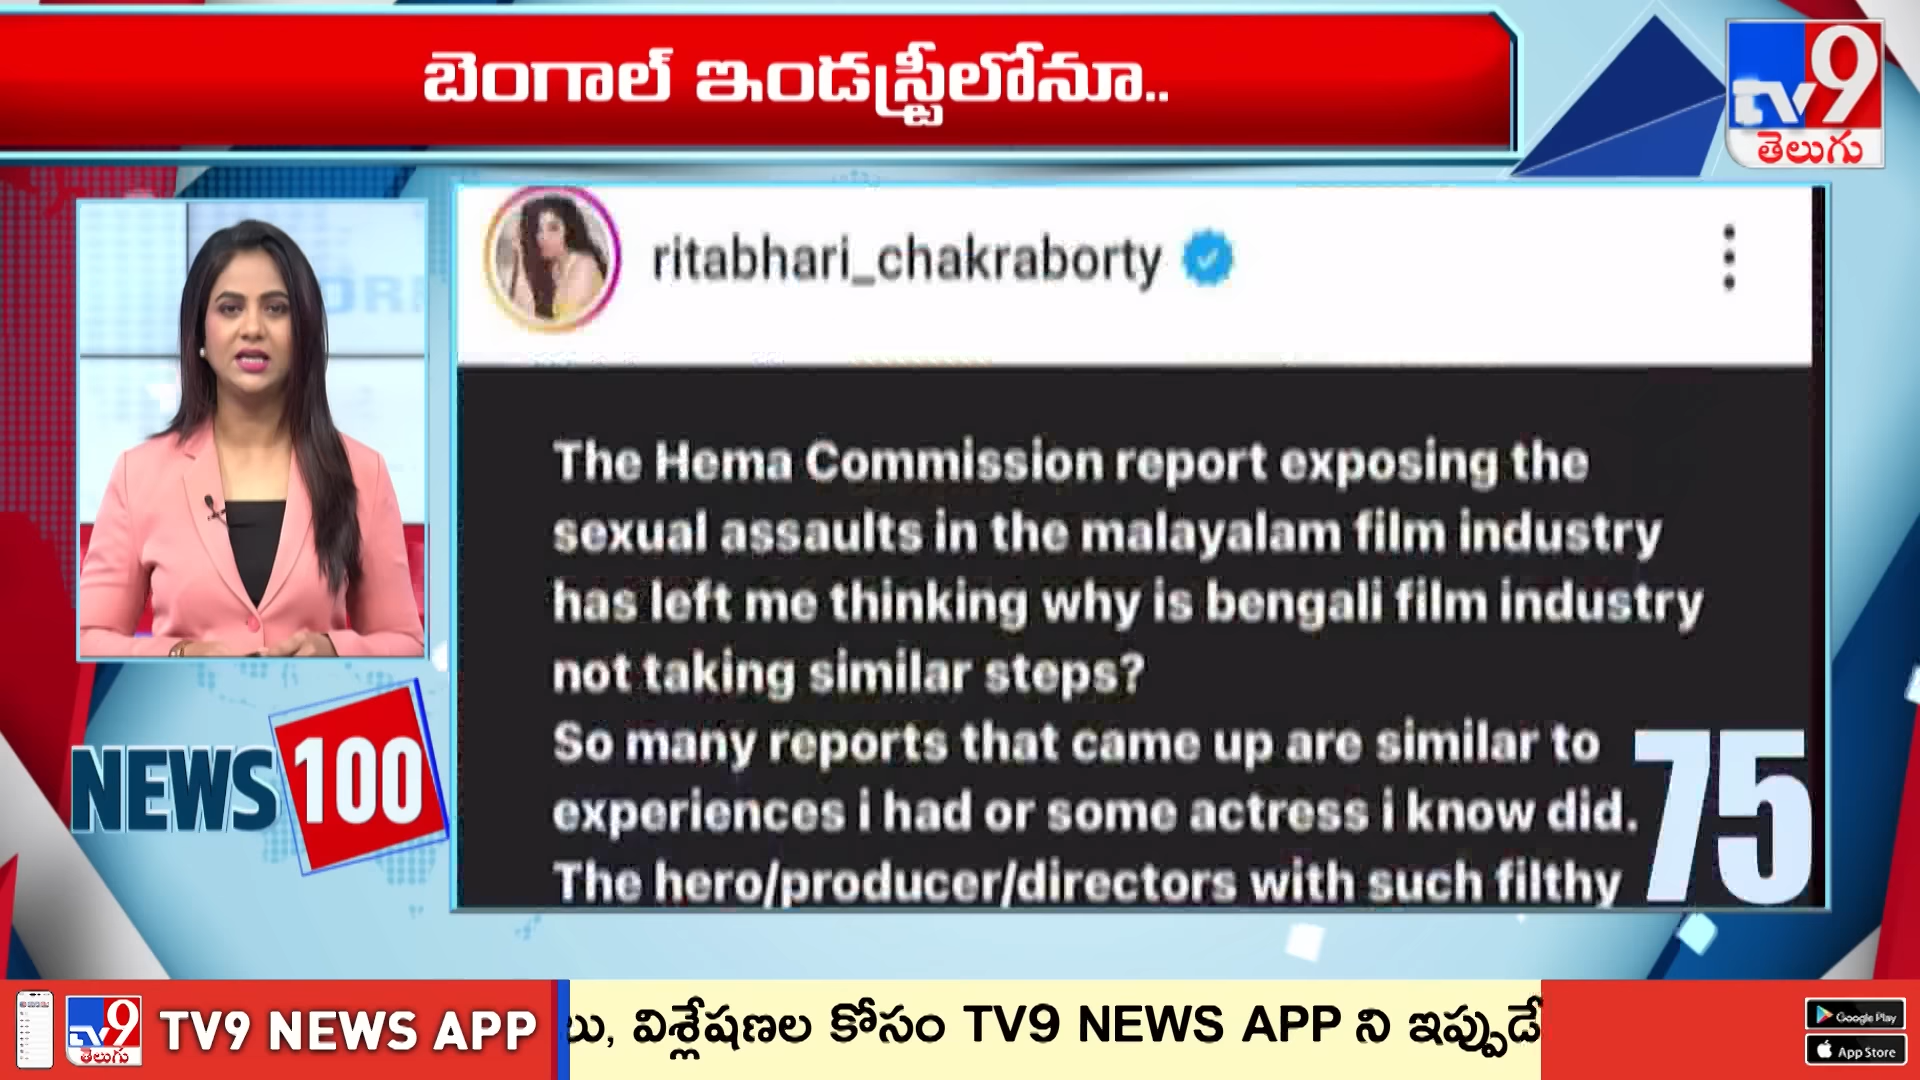 బెంగాల్ ఇండస్ట్రీలోనూ..
TV9
తెలుగు
ritabhari_chakraborty
The Hema Commission report exposing the
sexual assaults in the malayalam film industry
has left me thinking why is bengali film industry
not taking similar steps?
So many reports that came up are similar to
experiences i had or some actress i know did.
The hero/producer/directors with such filthy
75
NEWS 100
TV9
తెలుగు
TV9 NEWS APP
లు, విశ్లేషణల కోసం TV9 NEWS APP ని ఇప్పుడే
Google Play
App Store